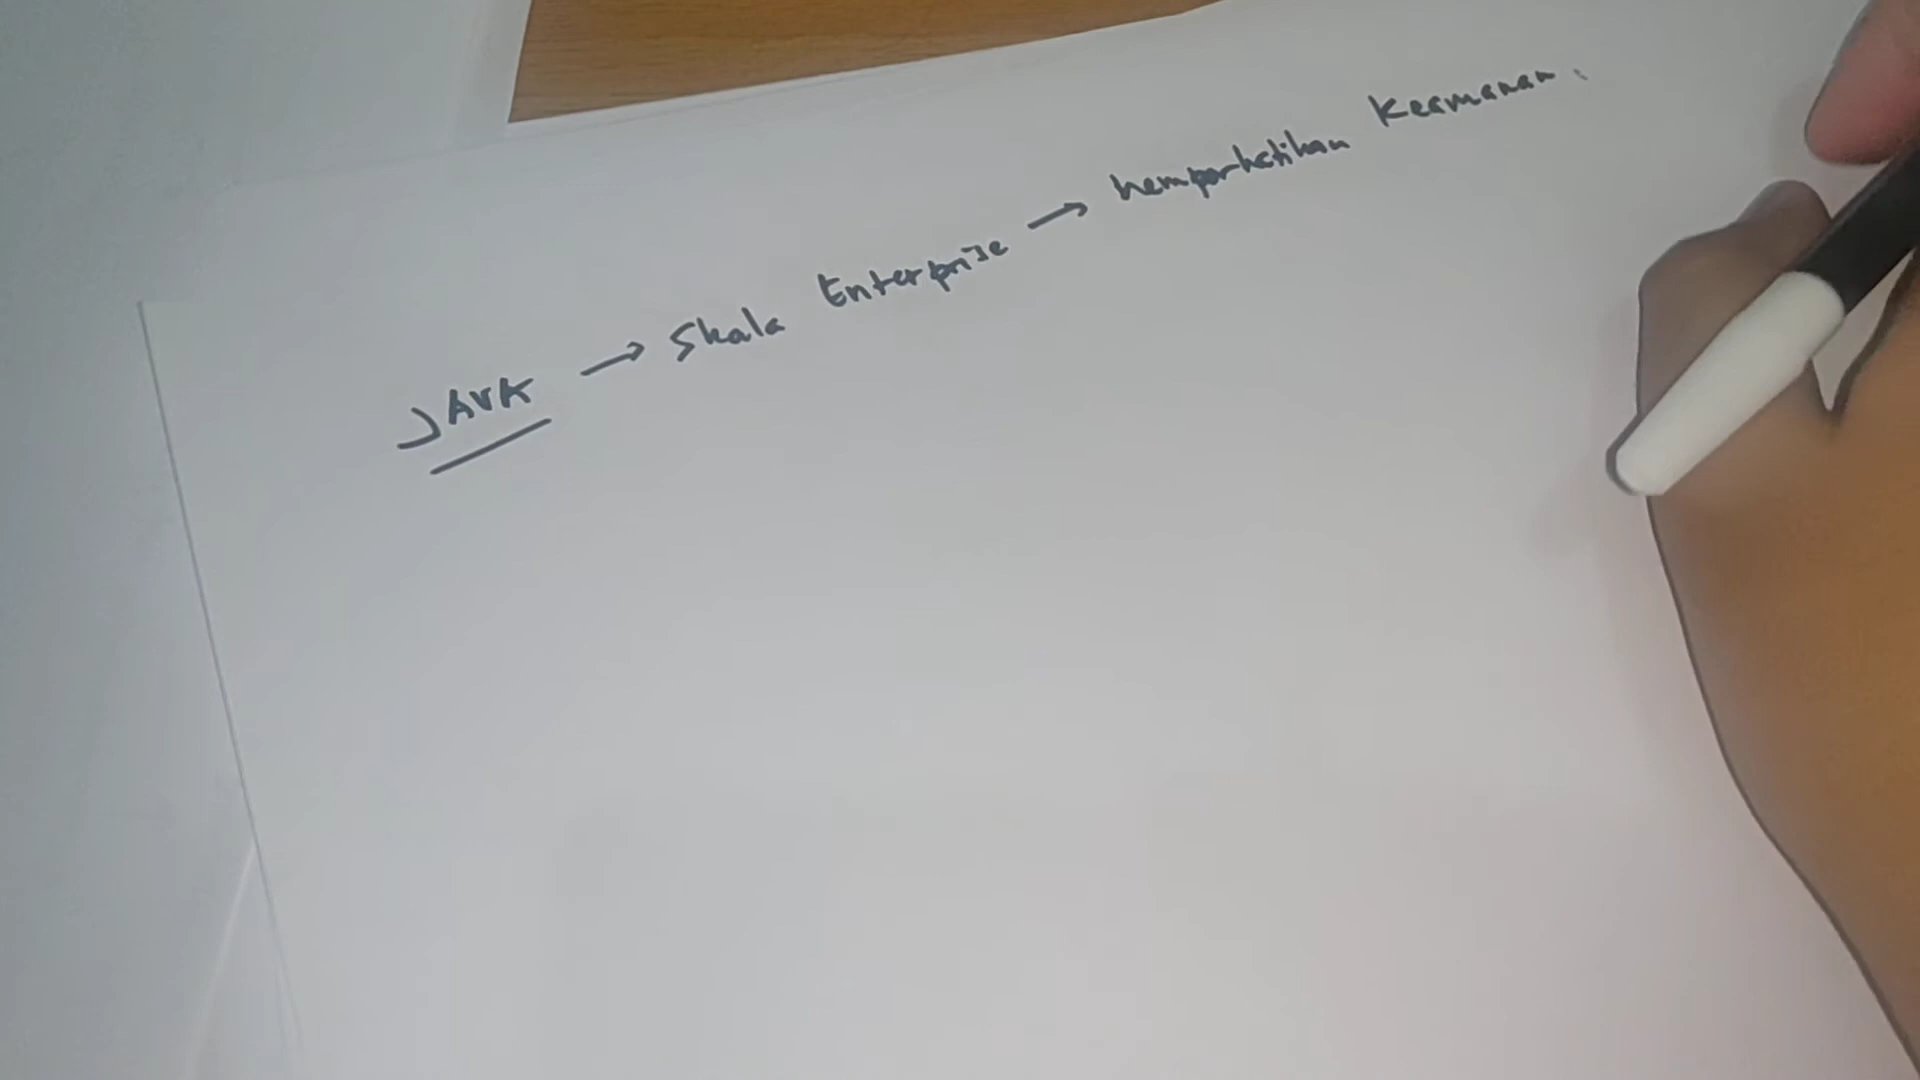 JAVA → Skala Enterprise → Memperhatikan Keamanan.